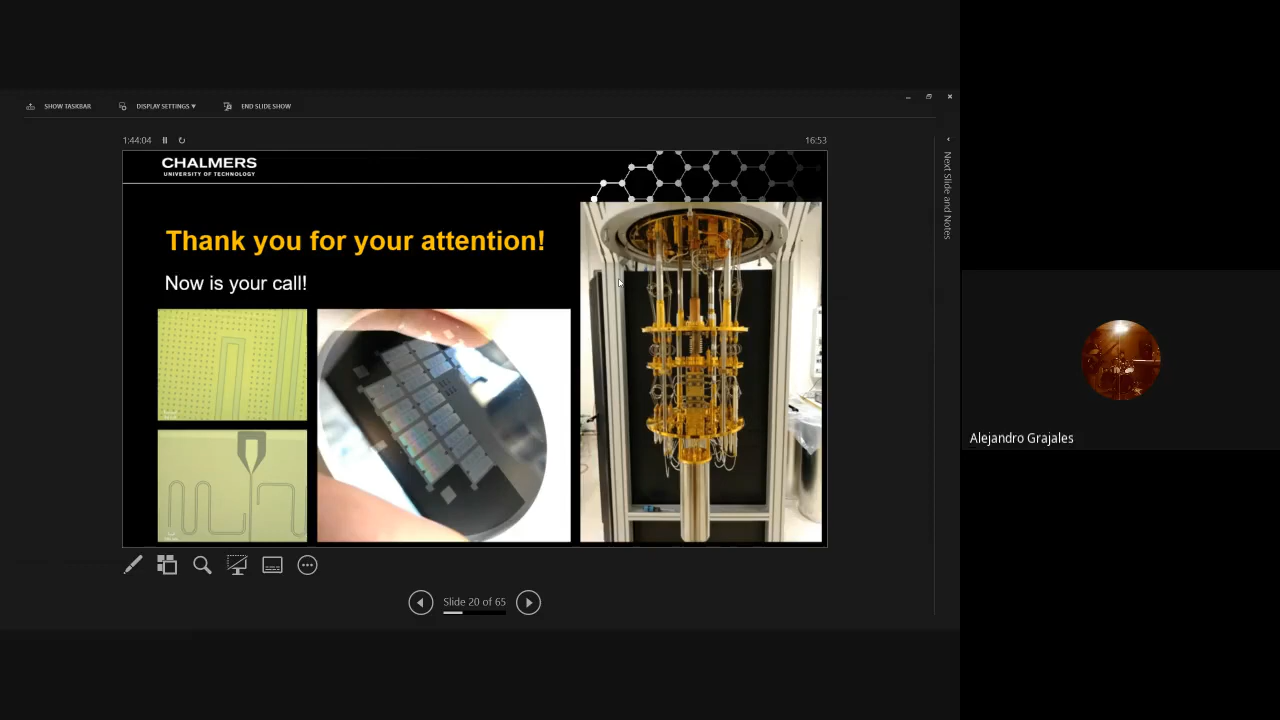 SHOW TASKBAR
DISPLAY SETTINGS ▾
END SLIDE SHOW
1:44:04
16:53
CHALMERS
UNIVERSITY OF TECHNOLOGY
Thank you for your attention!
Now is your call!
Slide 20 of 65
Next Slide and Notes
Alejandro Grajales